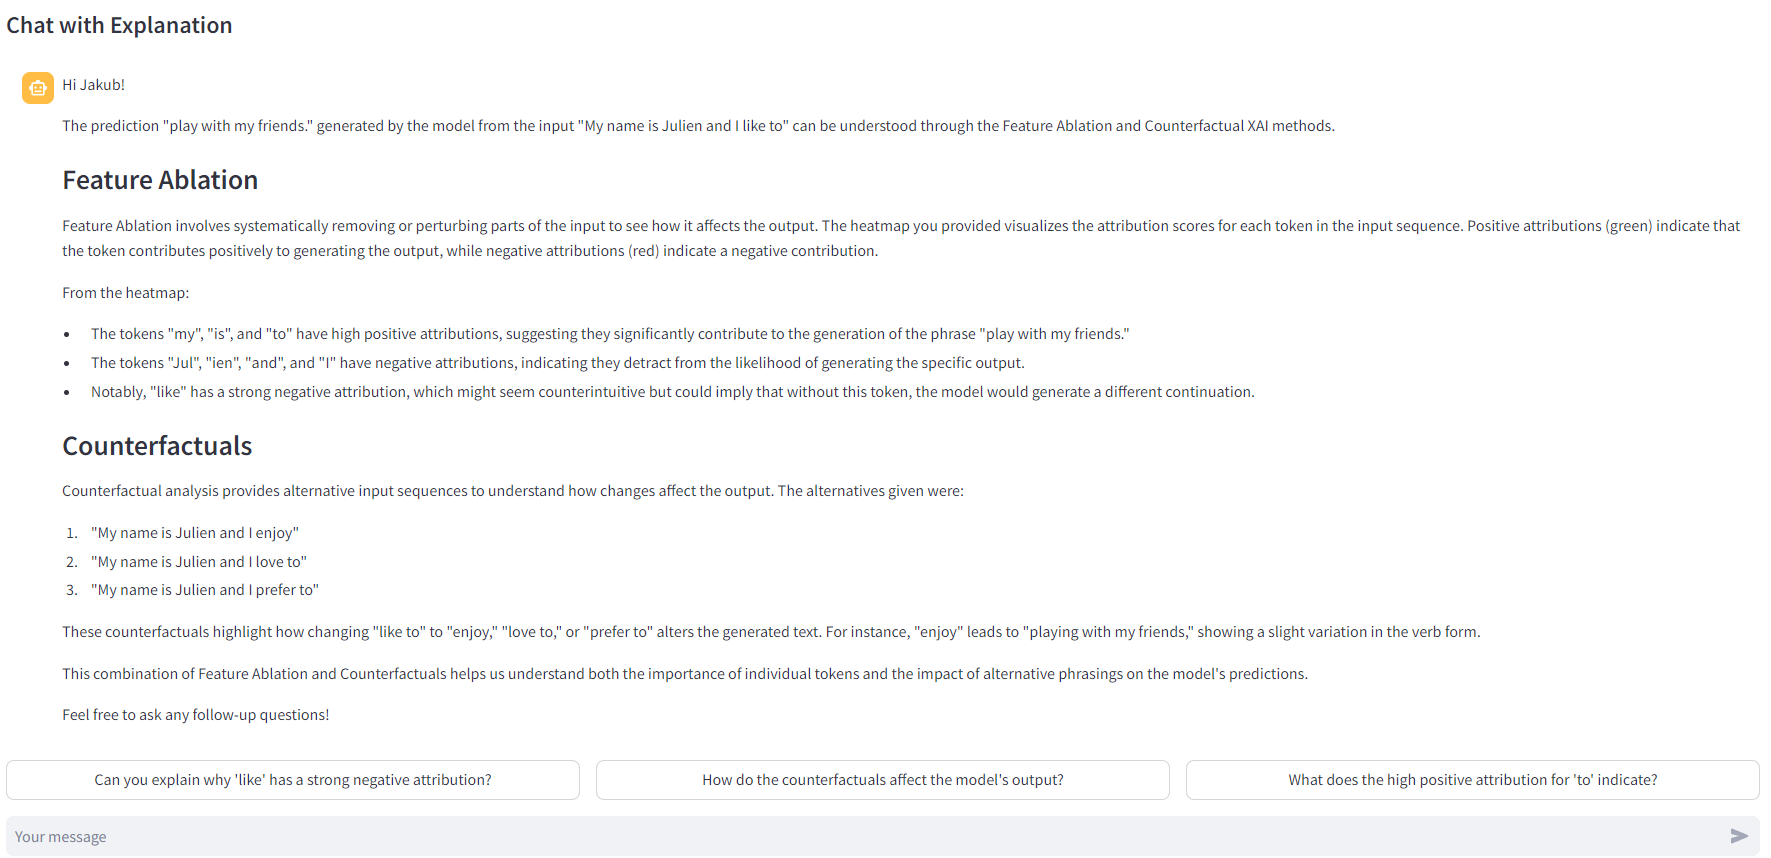 Chat with Explanation
Hi Jakub!
The prediction "play with my friends." generated by the model from the input "My name is Julien and I like to" can be understood through the Feature Ablation and Counterfactual XAI methods.
Feature Ablation
Feature Ablation involves systematically removing or perturbing parts of the input to see how it affects the output. The heatmap you provided visualizes the attribution scores for each token in the input sequence. Positive attributions (green) indicate that
the token contributes positively to generating the output, while negative attributions (red) indicate a negative contribution.
From the heatmap:
• The tokens "my", "is", and "to" have high positive attributions, suggesting they significantly contribute to the generation of the phrase "play with my friends."
• The tokens "Jul", "ien", "and", and "I" have negative attributions, indicating they detract from the likelihood of generating the specific output.
• Notably, "like" has a strong negative attribution, which might seem counterintuitive but could imply that without this token, the model would generate a different continuation.
Counterfactuals
Counterfactual analysis provides alternative input sequences to understand how changes affect the output. The alternatives given were:
1. "My name is Julien and I enjoy"
2. "My name is Julien and I love to"
3. "My name is Julien and I prefer to"
These counterfactuals highlight how changing "like to" to "enjoy," "love to," or "prefer to" alters the generated text. For instance, "enjoy" leads to "playing with my friends," showing a slight variation in the verb form.
This combination of Feature Ablation and Counterfactuals helps us understand both the importance of individual tokens and the impact of alternative phrasings on the model's predictions.
Feel free to ask any follow-up questions!
Can you explain why 'like' has a strong negative attribution?
How do the counterfactuals affect the model's output?
What does the high positive attribution for 'to' indicate?
Your message